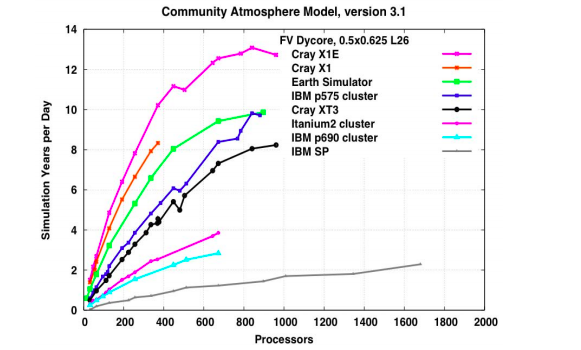 Community Atmosphere Model, version 3.1
FV Dycore, 0.5x0.625 L26
Cray X1E
Cray X1
Earth Simulator
IBM p575 cluster
Cray XT3
Itanium2 cluster
IBM p690 cluster
IBM SP
Simulation Years per Day
14
12
10
8
6
4
2
0
0 200 400 600 800 1000 1200 1400 1600 1800 2000
Processors